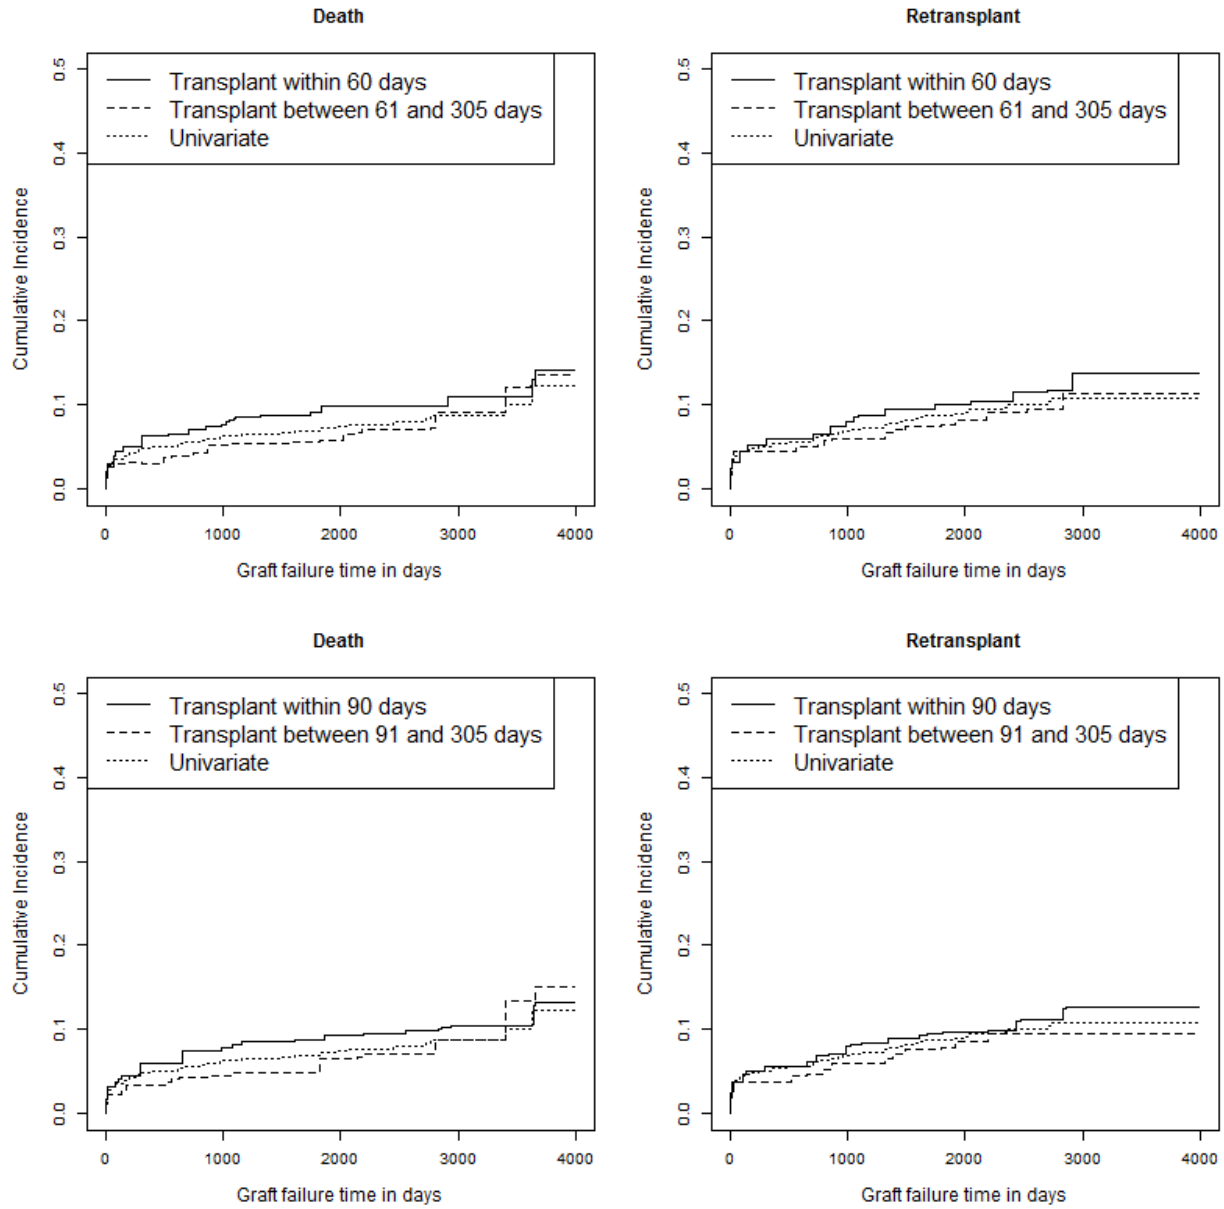 Death
Transplant within 60 days
Transplant between 61 and 305 days
Univariate
Cumulative Incidence
0.5
0.4
0.3
0.2
0.1
0.0
0 1000 2000 3000 4000
Graft failure time in days
Retransplant
Transplant within 60 days
Transplant between 61 and 305 days
Univariate
Cumulative Incidence
0.5
0.4
0.3
0.2
0.1
0.0
0 1000 2000 3000 4000
Graft failure time in days
Death
Transplant within 90 days
Transplant between 91 and 305 days
Univariate
Cumulative Incidence
0.5
0.4
0.3
0.2
0.1
0.0
0 1000 2000 3000 4000
Graft failure time in days
Retransplant
Transplant within 90 days
Transplant between 91 and 305 days
Univariate
Cumulative Incidence
0.5
0.4
0.3
0.2
0.1
0.0
0 1000 2000 3000 4000
Graft failure time in days